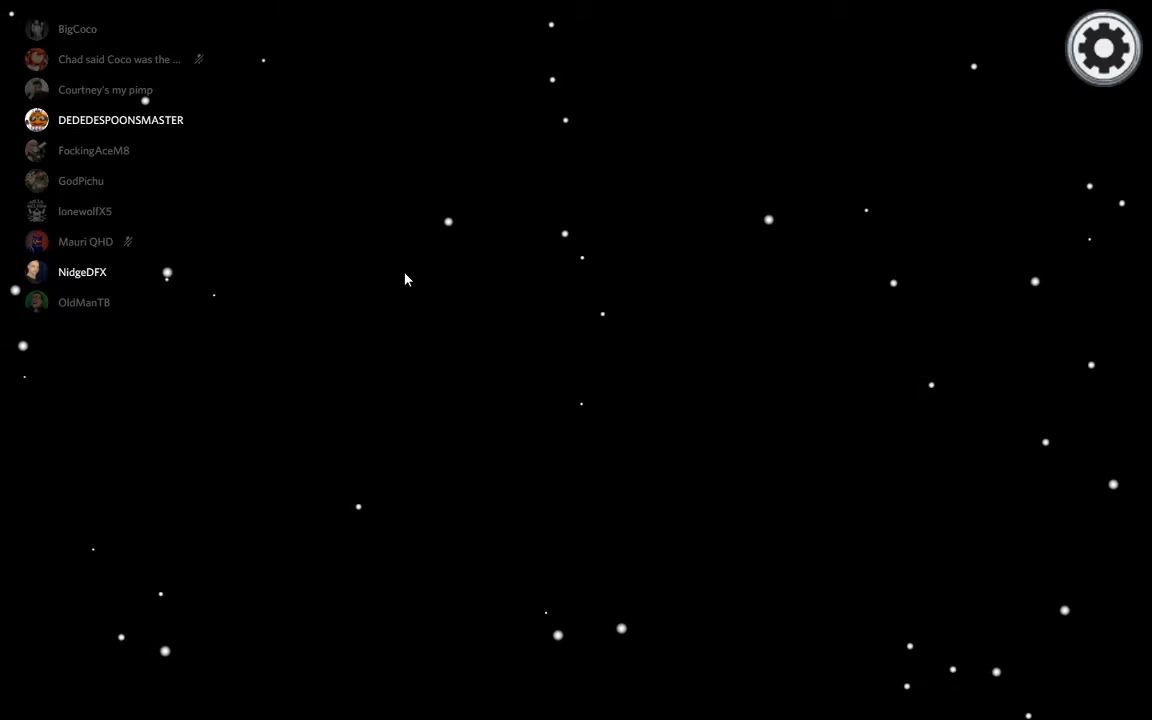 BigCoco
Chad said Coco was the ...
Courtney's my pimp
DEDEDESPOONSMASTER
FockingAceM8
GodPichu
lonewolfX5
Mauri QHD
NidgeDFX
OldManTB